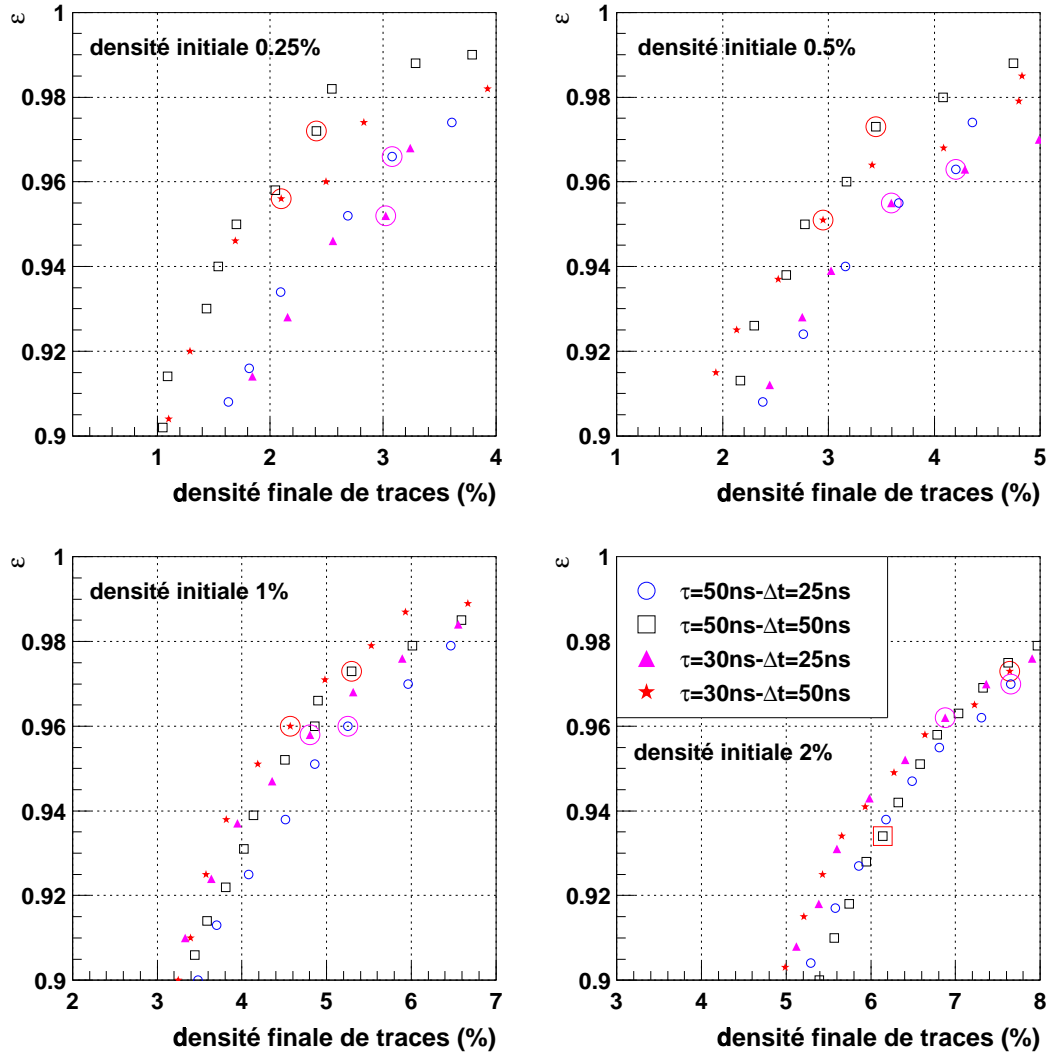 ε
1
densité initiale 0.25%
0.98
0.96
0.94
0.92
0.9
1 2 3 4
densité finale de traces (%)
ε
1
densité initiale 0.5%
0.98
0.96
0.94
0.92
0.9
1 2 3 4 5
densité finale de traces (%)
ε
1
densité initiale 1%
0.98
0.96
0.94
0.92
0.9
2 3 4 5 6 7
densité finale de traces (%)
ε
1
τ=50ns-Δt=25ns
τ=50ns-Δt=50ns
τ=30ns-Δt=25ns
τ=30ns-Δt=50ns
densité initiale 2%
0.98
0.96
0.94
0.92
0.9
3 4 5 6 7 8
densité finale de traces (%)